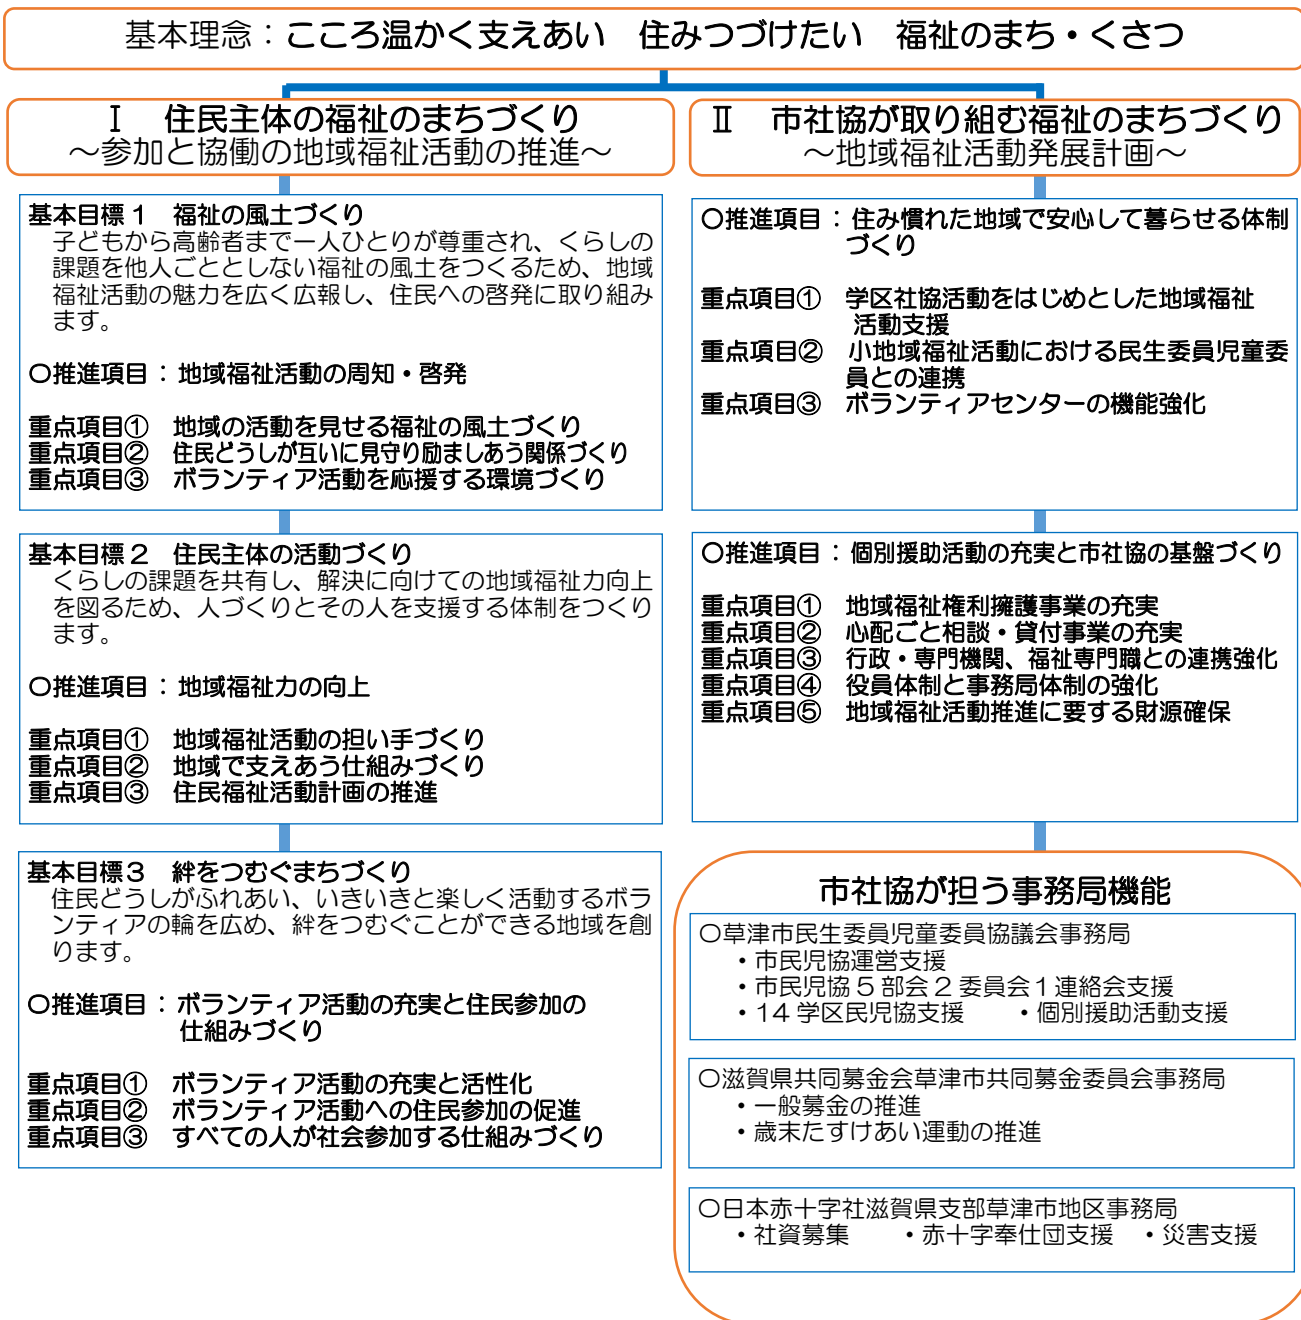 基本理念：こころ温かく支えあい　住みつづけたい　福祉のまち・くさつ
Ⅰ　住民主体の福祉のまちづくり
～参加と協働の地域福祉活動の推進～
基本目標１　福祉の風土づくり
子どもから高齢者まで一人ひとりが尊重され、くらしの
課題を他人ごととしない福祉の風土をつくるため、地域
福祉活動の魅力を広く広報し、住民への啓発に取り組み
ます。
〇推進項目：地域福祉活動の周知・啓発
重点項目①　地域の活動を見せる福祉の風土づくり
重点項目②　住民どうしが互いに見守り励ましあう関係づくり
重点項目③　ボランティア活動を応援する環境づくり
基本目標２　住民主体の活動づくり
くらしの課題を共有し、解決に向けての地域福祉力向上
を図るため、人づくりとその人を支援する体制をつくり
ます。
〇推進項目：地域福祉力の向上
重点項目①　地域福祉活動の担い手づくり
重点項目②　地域で支えあう仕組みづくり
重点項目③　住民福祉活動計画の推進
基本目標３　絆をつむぐまちづくり
住民どうしがふれあい、いきいきと楽しく活動するボラ
ンティアの輪を広め、絆をつむぐことができる地域を創
ります。
〇推進項目：ボランティア活動の充実と住民参加の
仕組みづくり
重点項目①　ボランティア活動の充実と活性化
重点項目②　ボランティア活動への住民参加の促進
重点項目③　すべての人が社会参加する仕組みづくり
Ⅱ　市社協が取り組む福祉のまちづくり
～地域福祉活動発展計画～
〇推進項目：住み慣れた地域で安心して暮らせる体制
づくり
重点項目①　学区社協活動をはじめとした地域福祉
活動支援
重点項目②　小地域福祉活動における民生委員児童委
員との連携
重点項目③　ボランティアセンターの機能強化
〇推進項目：個別援助活動の充実と市社協の基盤づくり
重点項目①　地域福祉権利擁護事業の充実
重点項目②　心配ごと相談・貸付事業の充実
重点項目③　行政・専門機関、福祉専門職との連携強化
重点項目④　役員体制と事務局体制の強化
重点項目⑤　地域福祉活動推進に要する財源確保
市社協が担う事務局機能
〇草津市民生委員児童委員協議会事務局
・市民児協運営支援
・市民児協５部会２委員会１連絡会支援
・14 学区民児協支援　　・個別援助活動支援
〇滋賀県共同募金会草津市共同募金委員会事務局
・一般募金の推進
・歳末たすけあい運動の推進
〇日本赤十字社滋賀県支部草津市地区事務局
・社資募集　　・赤十字奉仕団支援　・災害支援